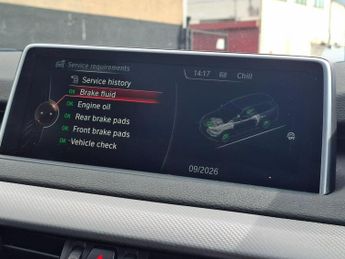 Service requirements
14:17 Chill
Service history
OK Brake fluid
OK Engine oil
OK Rear brake pads
OK Front brake pads
OK Vehicle check
09/2026